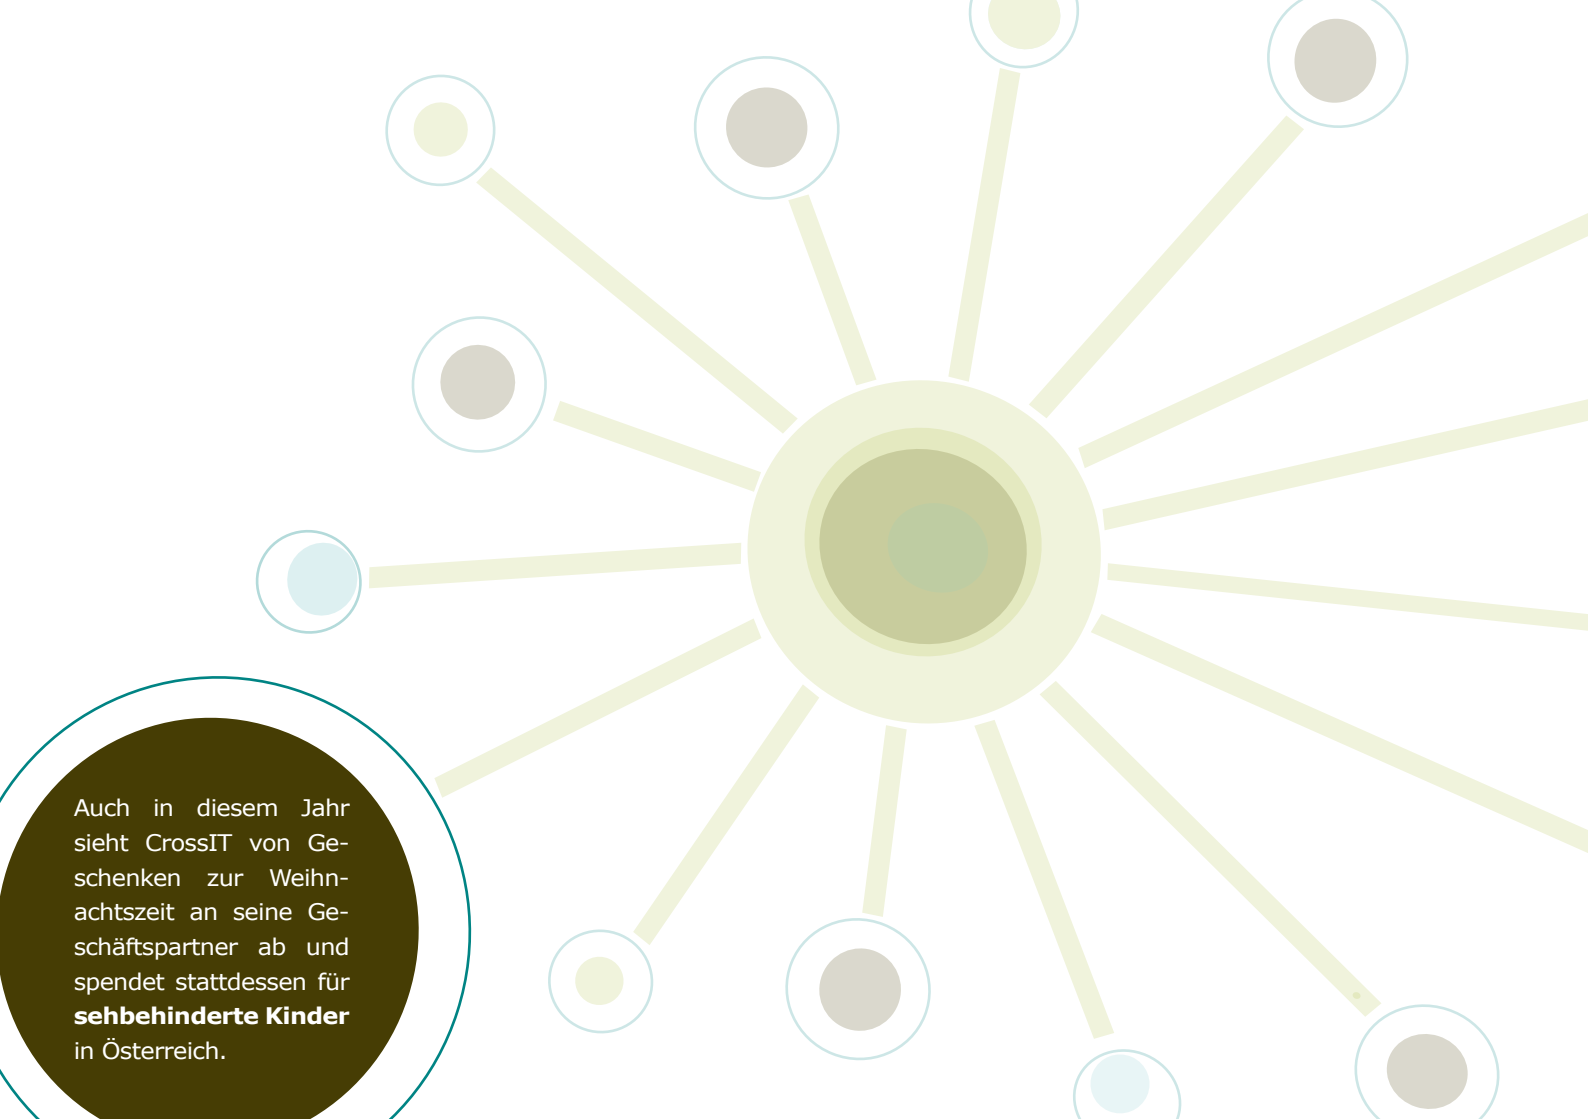 Auch in diesem Jahr
sieht CrossIT von Ge-
schenken zur Weihn-
achtszeit an seine Ge-
schäftspartner ab und
spendet stattdessen für
sehbehinderte Kinder
in Österreich.